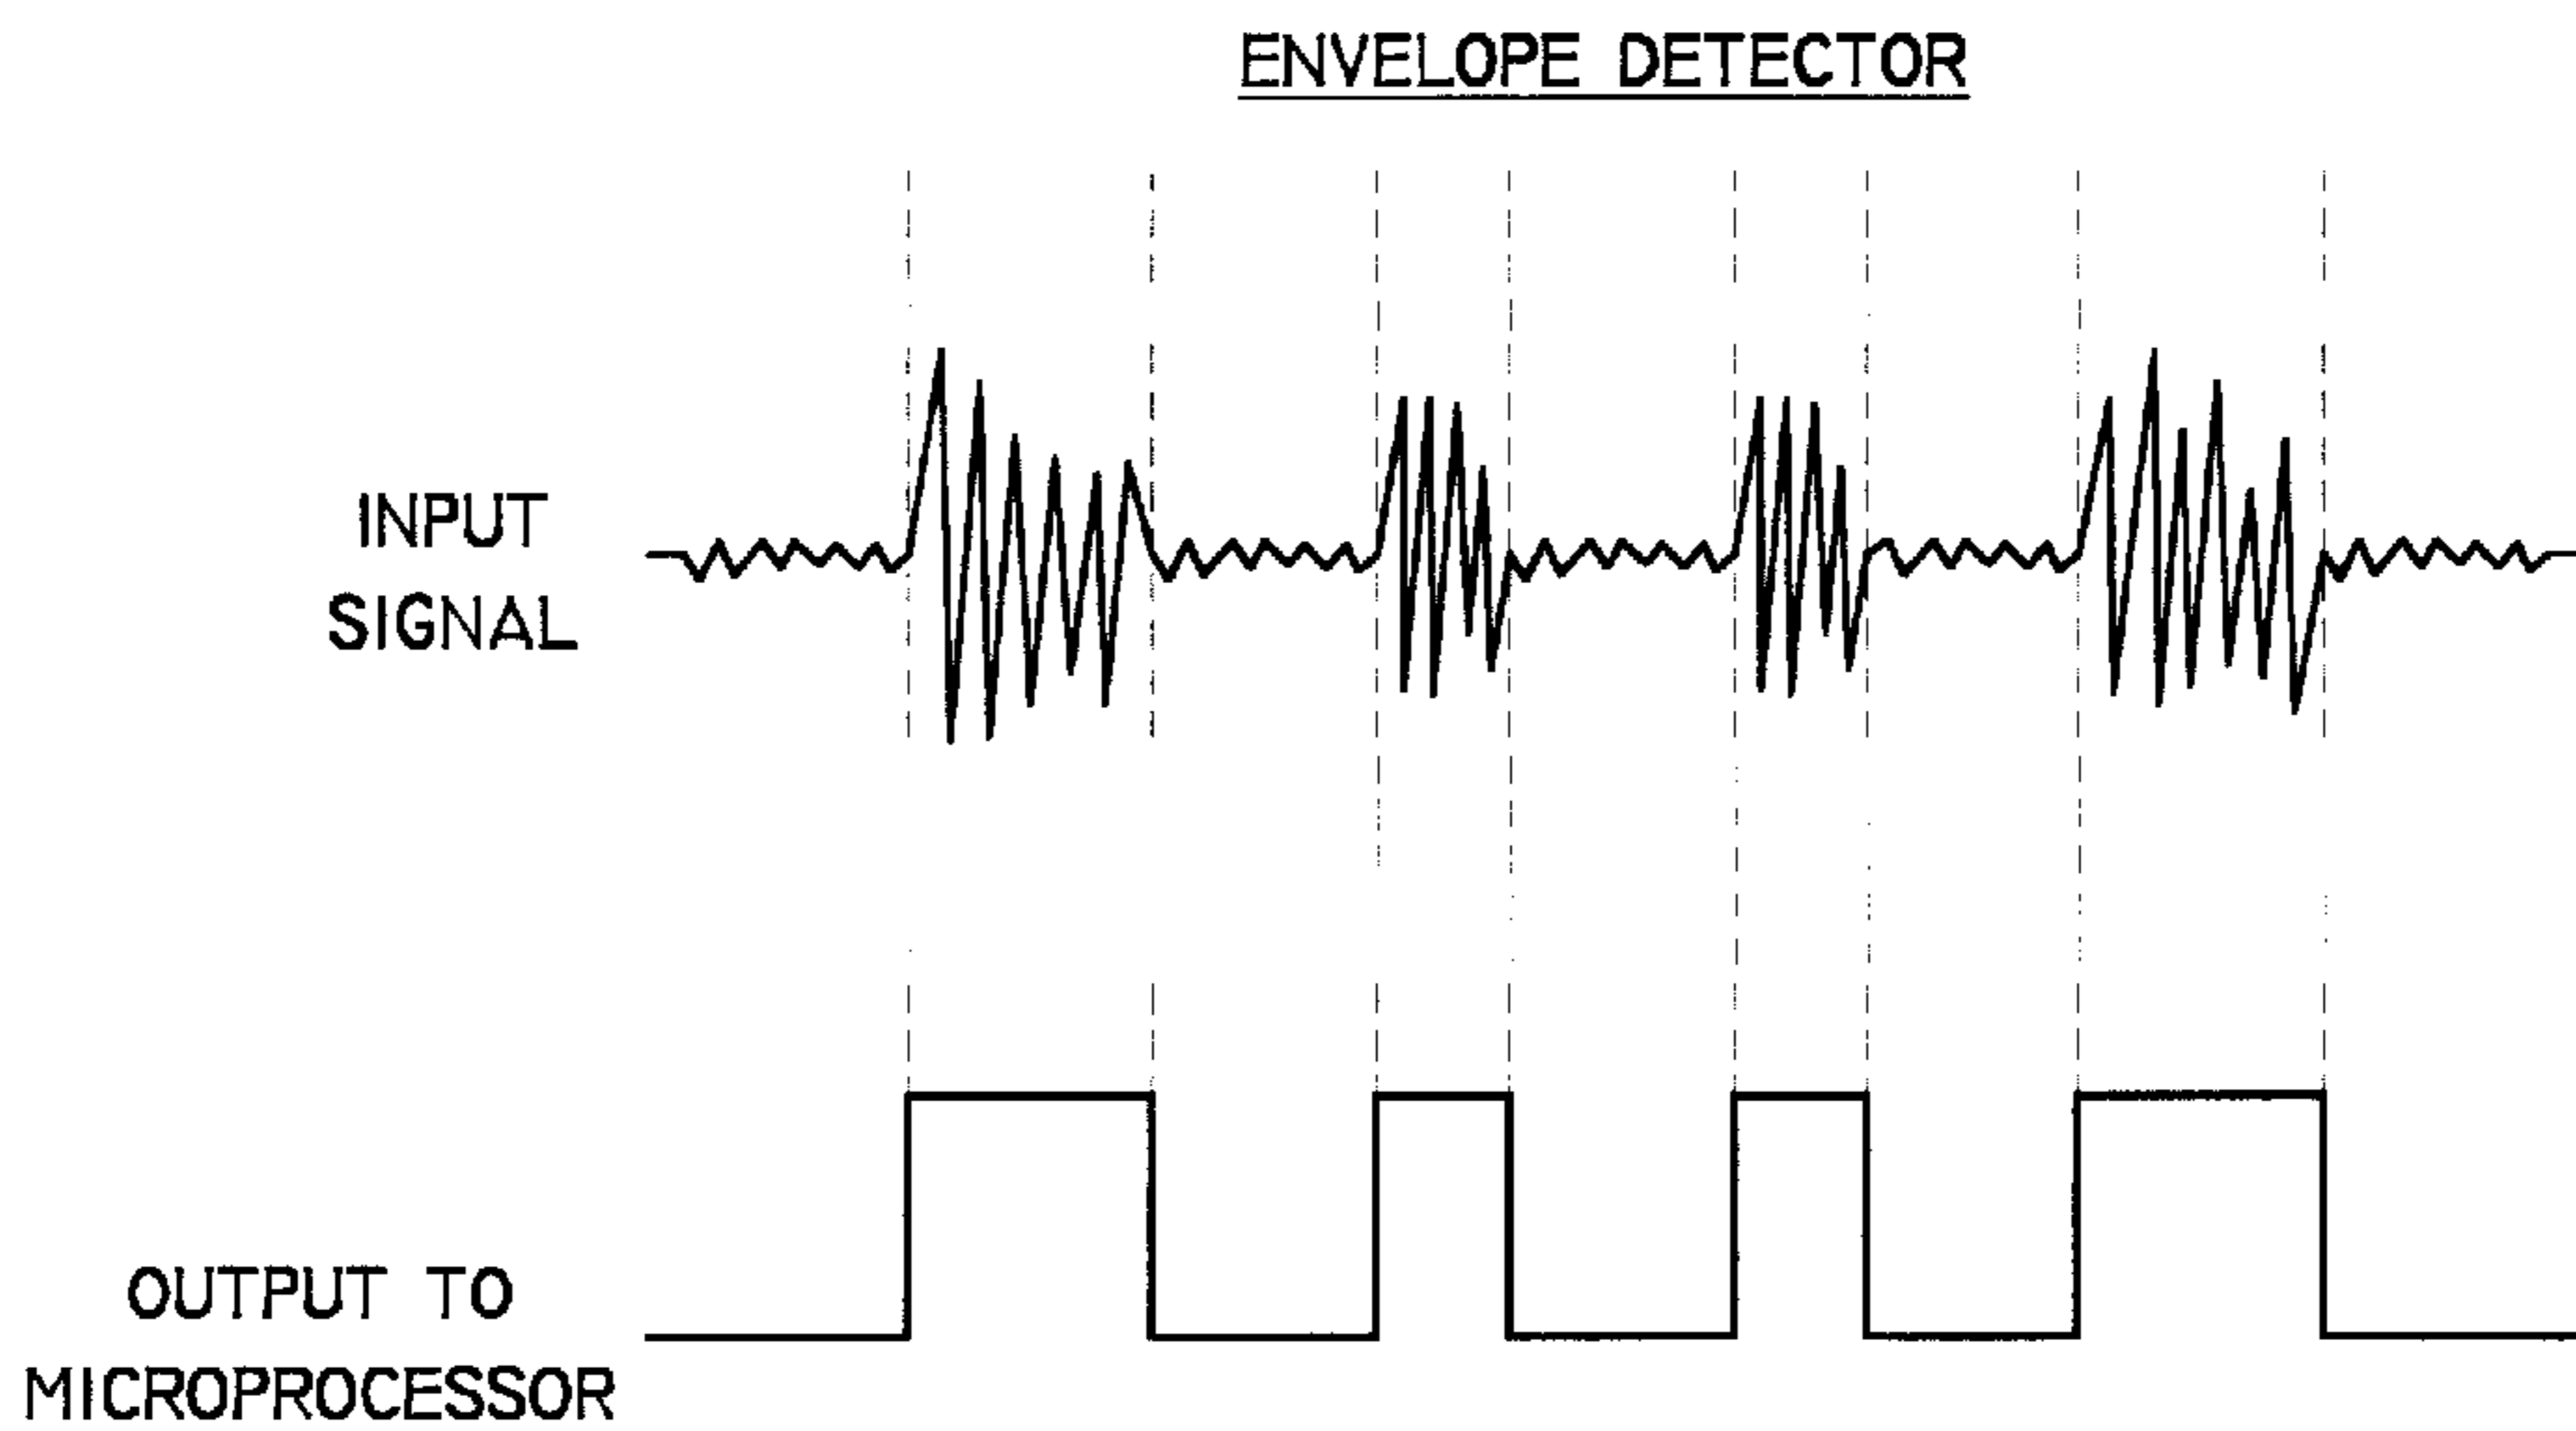 ENVELOPE DETECTOR
INPUT
SIGNAL
OUTPUT TO
MICROPROCESSOR